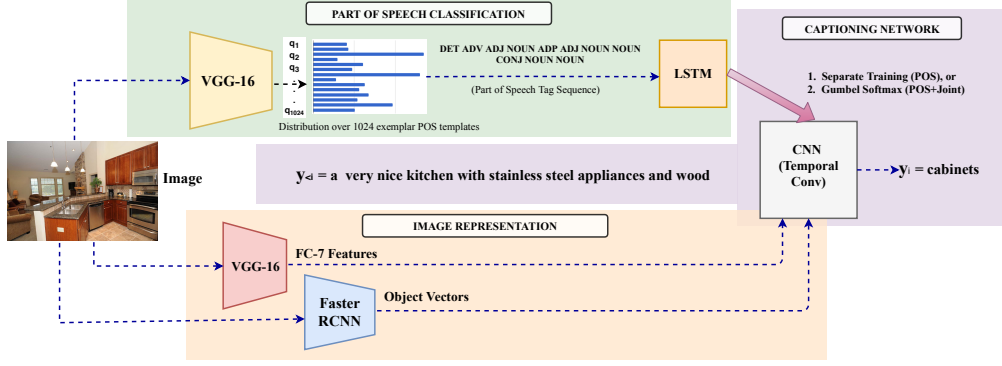 PART OF SPEECH CLASSIFICATION
CAPTIONING NETWORK
VGG-16
q1
q2
q3
.
.
.
q1024
Distribution over 1024 exemplar POS templates
DET ADV ADJ NOUN ADP ADJ NOUN NOUN
CONJ NOUN NOUN
(Part of Speech Tag Sequence)
LSTM
1. Separate Training (POS), or
2. Gumbel Softmax (POS+Joint)
Image
y<i = a very nice kitchen with stainless steel appliances and wood
CNN
(Temporal
Conv)
yi = cabinets
IMAGE REPRESENTATION
VGG-16
FC-7 Features
Faster
RCNN
Object Vectors